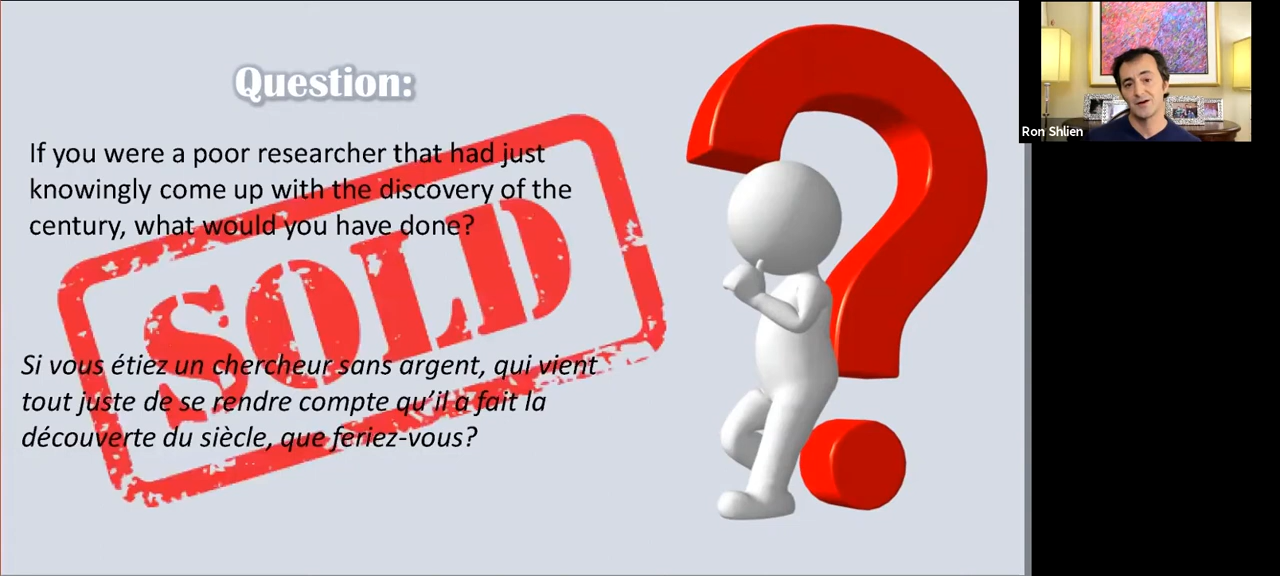 Question:
If you were a poor researcher that had just
knowingly come up with the discovery of the
century, what would you have done?
SOLD
Si vous étiez un chercheur sans argent, qui vient
tout juste de se rendre compte qu'il a fait la
découverte du siècle, que feriez-vous?
Ron Shlien